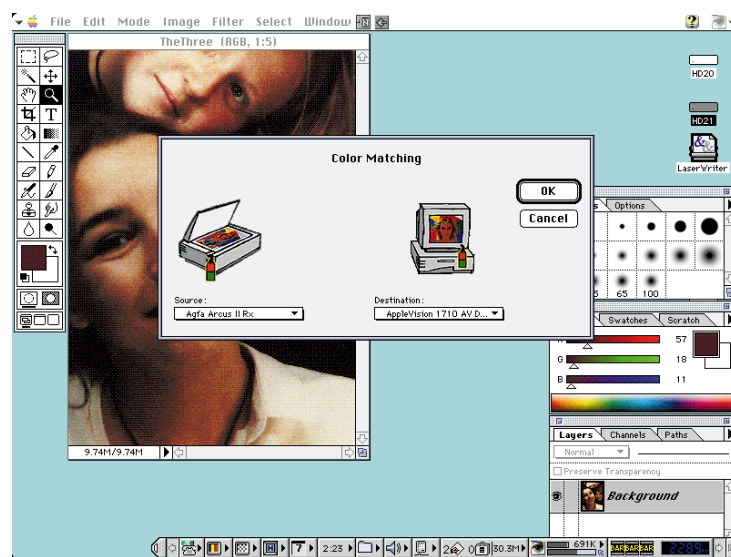 File Edit Mode Image Filter Select Window
TheThree (RGB, 1:5)
HD20
HD21
LaserWriter
Color Matching
OK
Cancel
Source:
Agfa Arcus II Rx
Destination:
AppleVision 1710 AV D...
Options
65 100
Swatches Scratch
57
G 18
B 11
9.74M/9.74M
Layers Channels Paths
Normal
Preserve Transparency
Background
2:23
30.3M
691K